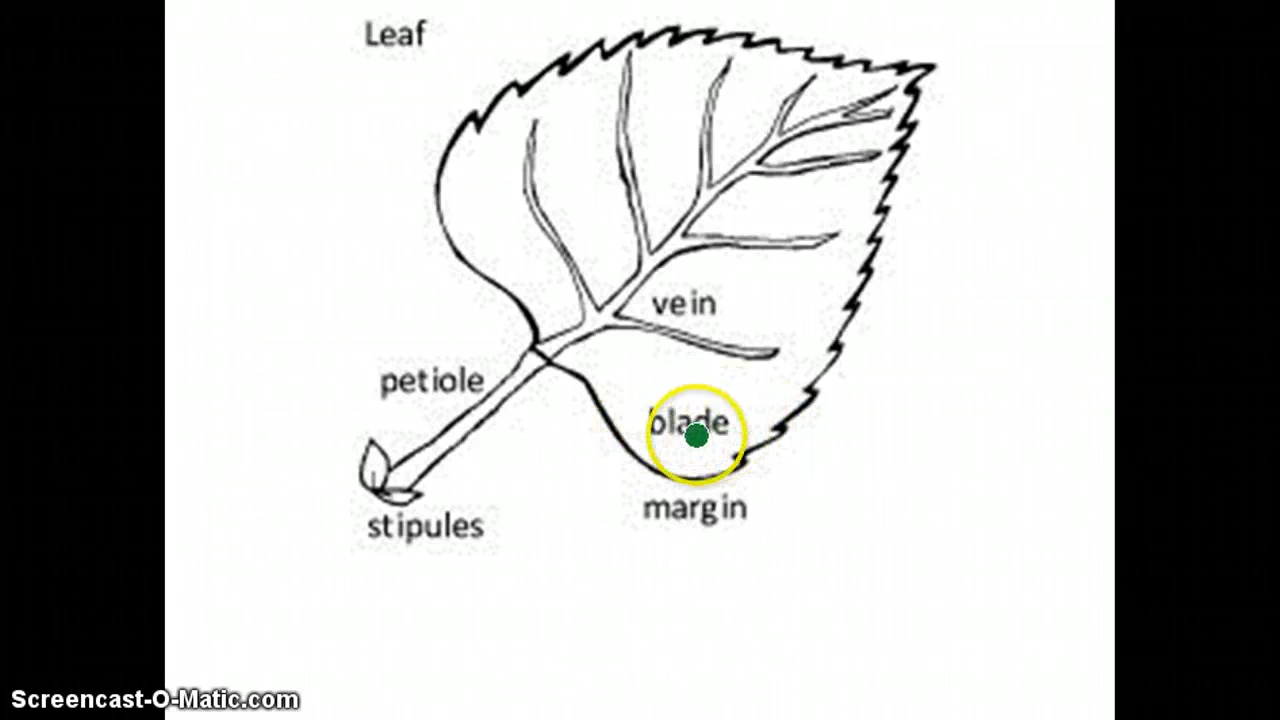 Leaf
vein
petiole
blade
margin
stipules
Screencast-O-Matic.com